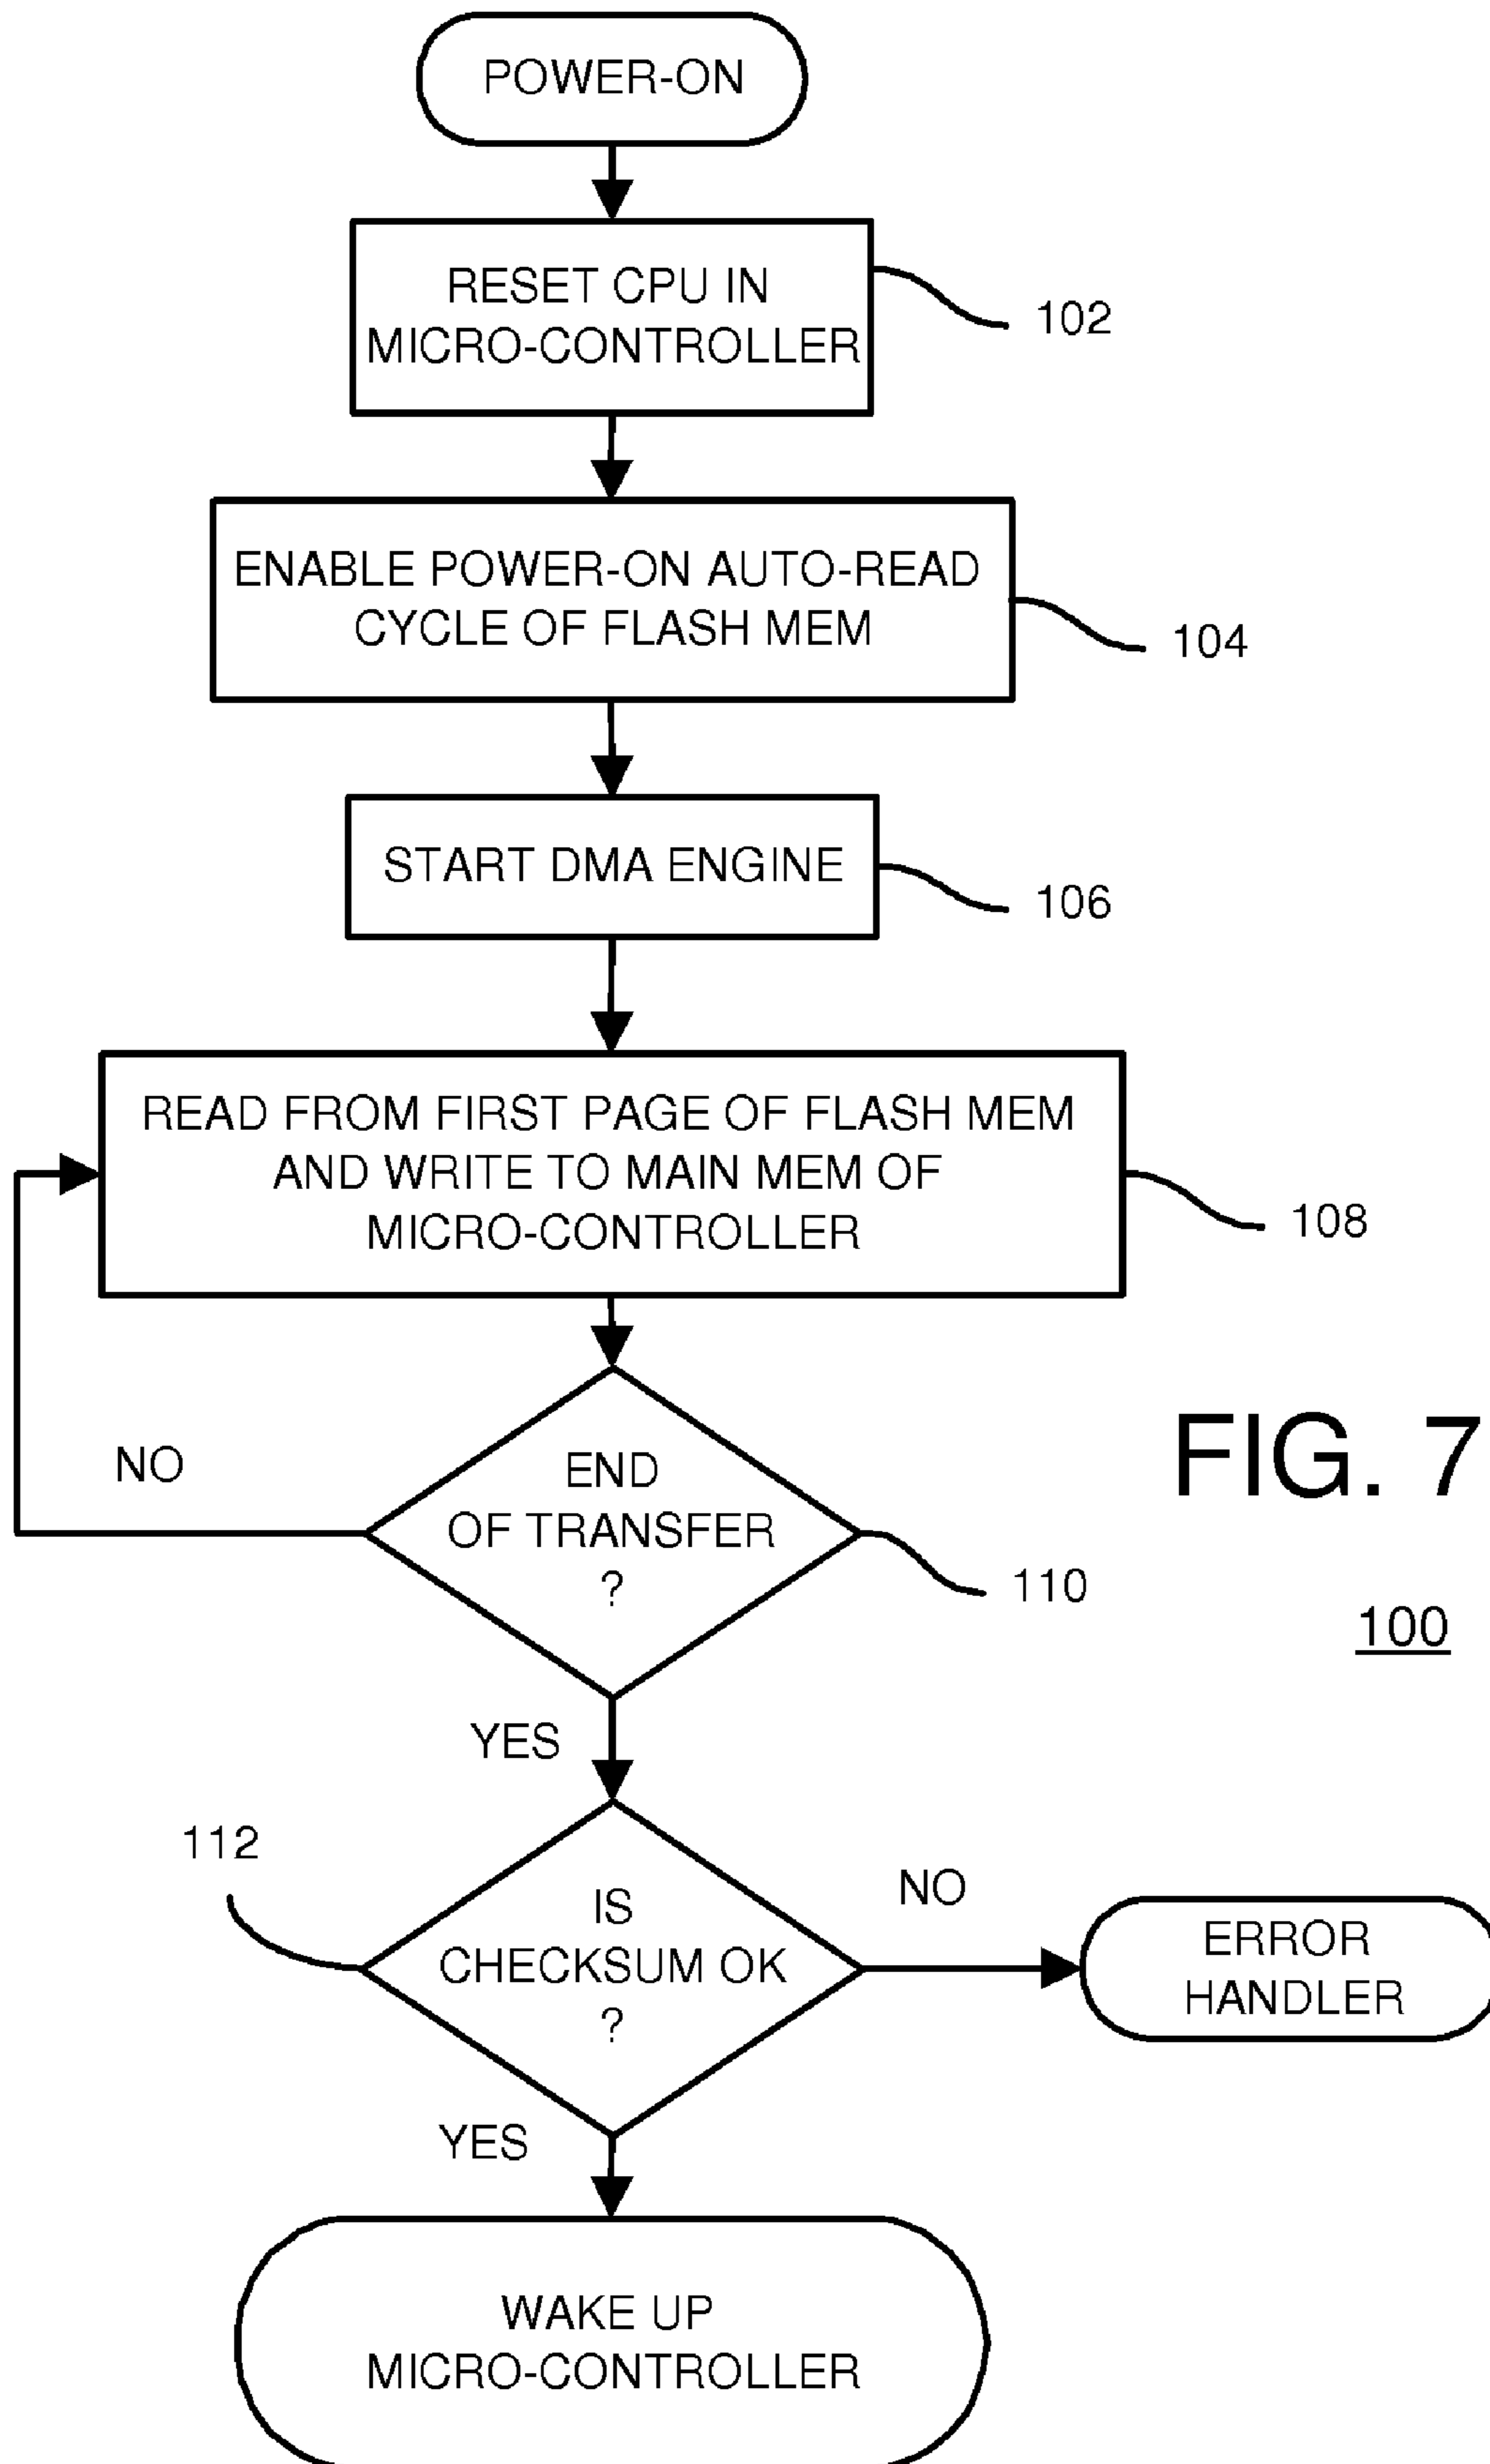 POWER-ON
RESET CPU IN
MICRO-CONTROLLER
102
ENABLE POWER-ON AUTO-READ
CYCLE OF FLASH MEM
104
START DMA ENGINE
106
READ FROM FIRST PAGE OF FLASH MEM
AND WRITE TO MAIN MEM OF
MICRO-CONTROLLER
108
FIG. 7
NO
END
OF TRANSFER
?
110
100
YES
112
IS
CHECKSUM OK
?
NO
ERROR
HANDLER
YES
WAKE UP
MICRO-CONTROLLER